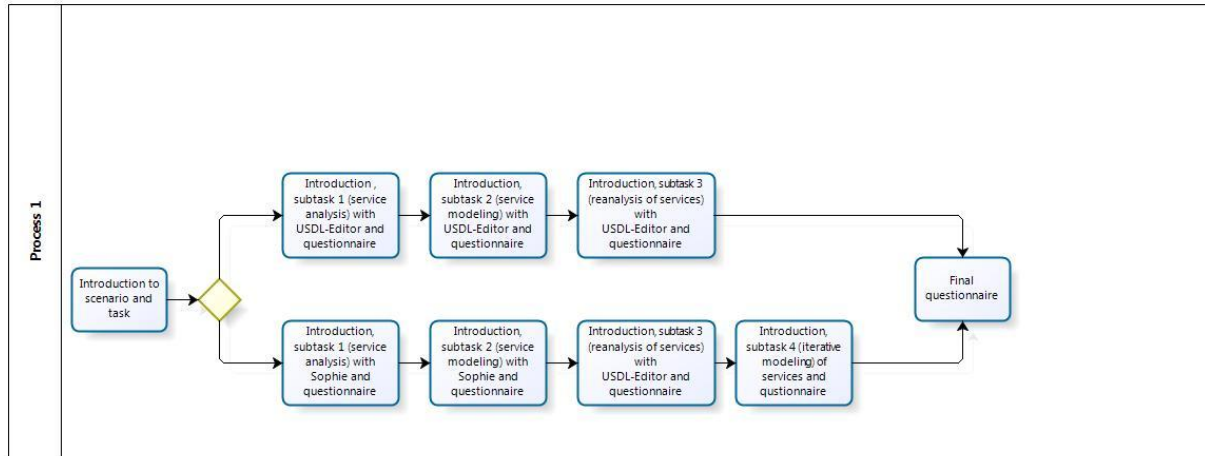 Process 1
Introduction to
scenario and
task
Introduction ,
subtask 1 (service
analysis) with
USDL-Editor and
questionnaire
Introduction,
subtask 2 (service
modeling) with
USDL-Editor and
questionnaire
Introduction, subtask 3
(reanalysis of services)
with
USDL-Editor and
questionnaire
Introduction,
subtask 1 (service
analysis) with
Sophie and
questionnaire
Introduction,
subtask 2 (service
modeling) with
Sophie and
questionnaire
Introduction, subtask 3
(reanalysis of services)
with
USDL-Editor and
questionnaire
Introduction,
subtask 4 (iterative
modeling) of
services and
qustionnaire
Final
questionnaire